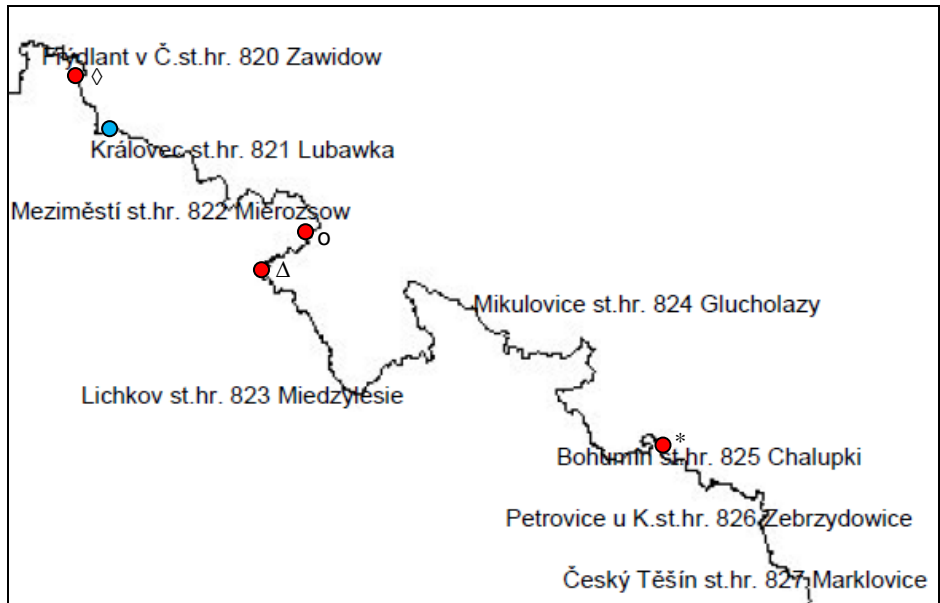 Frýdlant v Č.st.hr. 820 Zawidow
◊
Královec st.hr. 821 Lubawka
Meziměstí st.hr. 822 Mierozsow
o
Δ
Mikulovice st.hr. 824 Glucholazy
Lichkov st.hr. 823 Miedzylesie
*
Bohumín st.hr. 825 Chalupki
Petrovice u K.st.hr. 826 Zebrzydowice
Český Těšín st.hr. 827 Marklovice